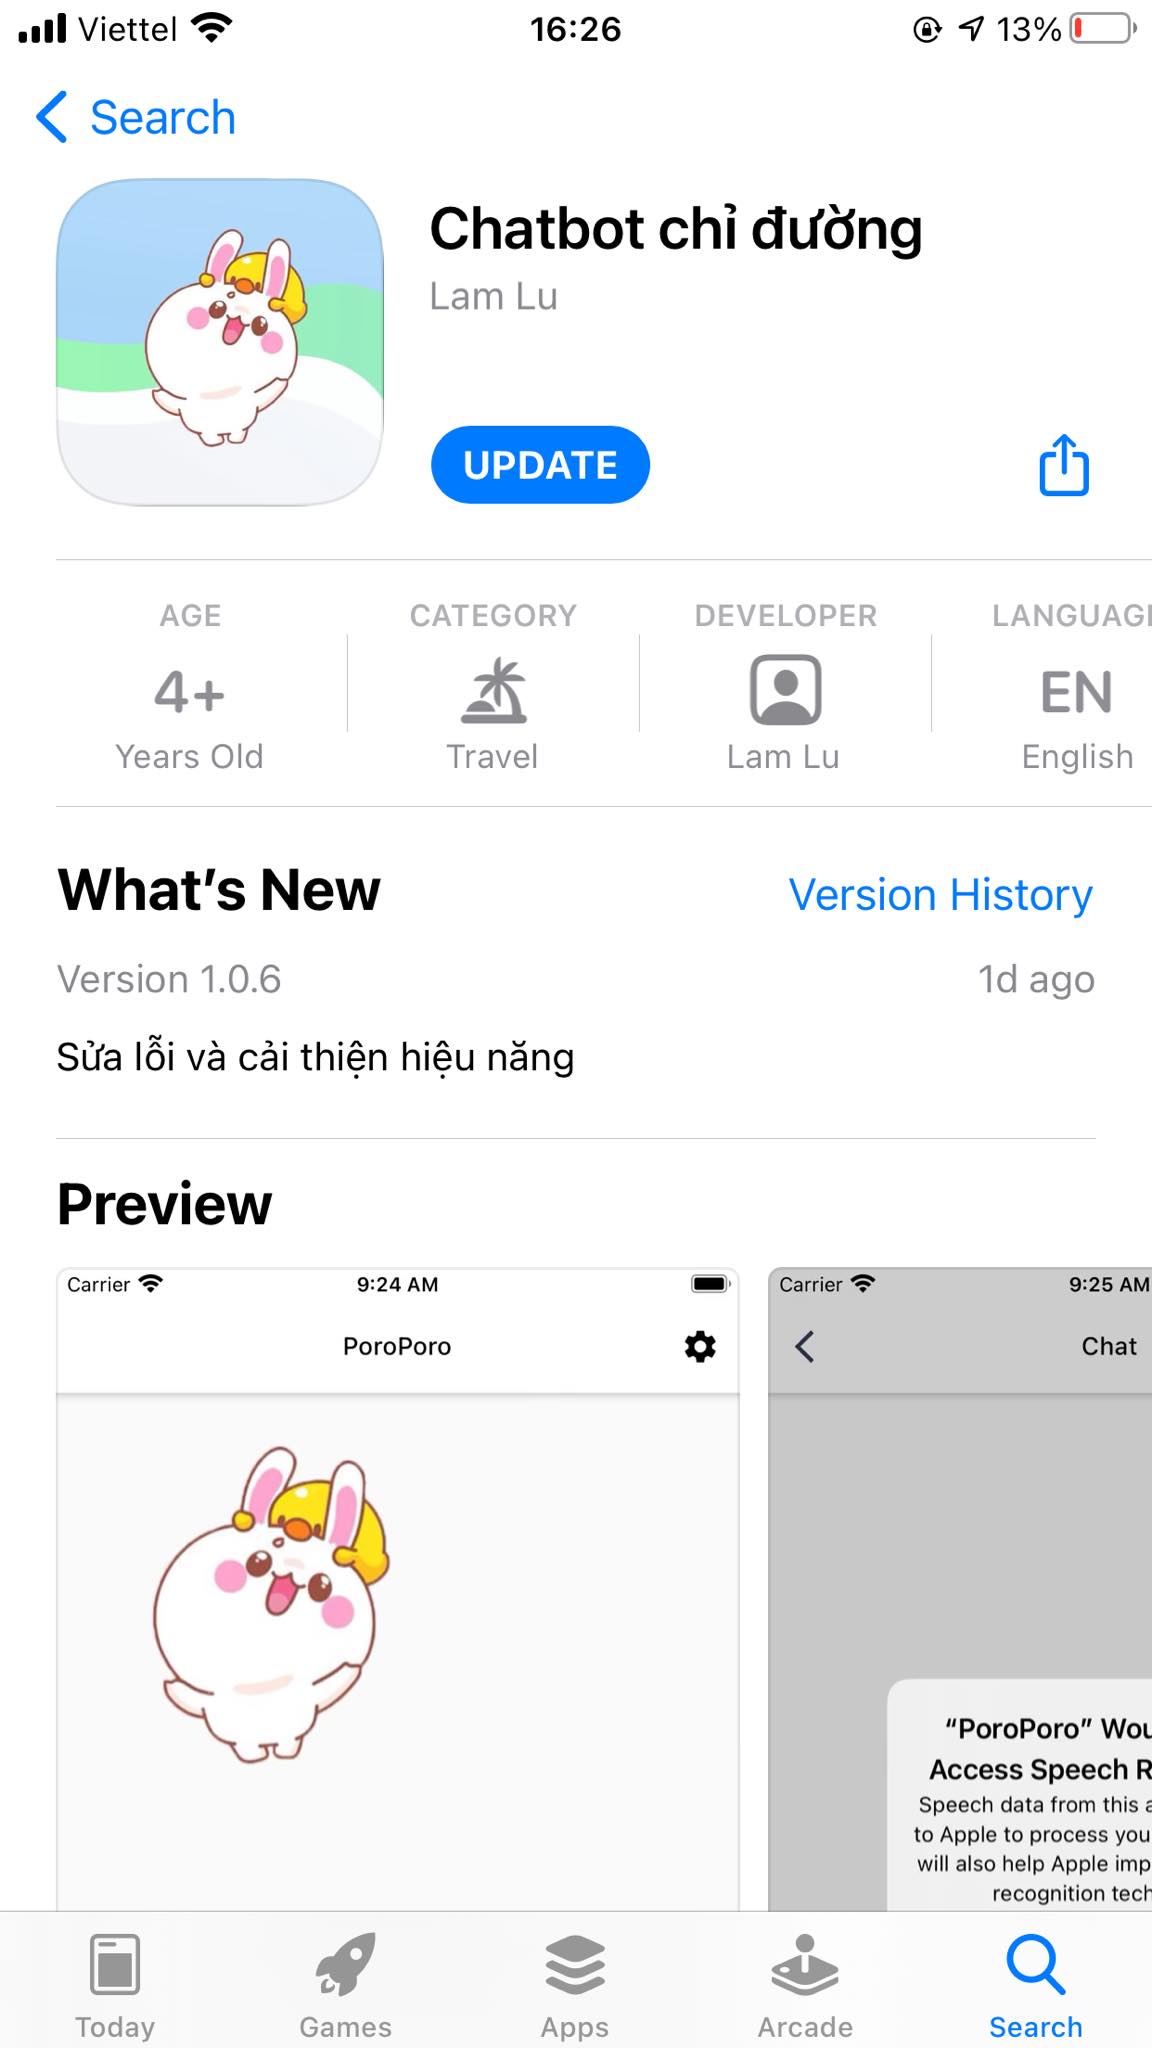 Viettel 16:26 13%
Search
Chatbot chỉ đường
Lam Lu
UPDATE
AGE CATEGORY DEVELOPER LANGUAGE
4+ EN
Years Old Travel Lam Lu English
What's New Version History
Version 1.0.6 1d ago
Sửa lỗi và cải thiện hiệu năng
Preview
Carrier 9:24 AM
PoroPoro
Carrier 9:25 AM
Chat
“PoroPoro” Wou
Access Speech R
Speech data from this a
to Apple to process you
will also help Apple imp
recognition tech
Today Games Apps Arcade Search